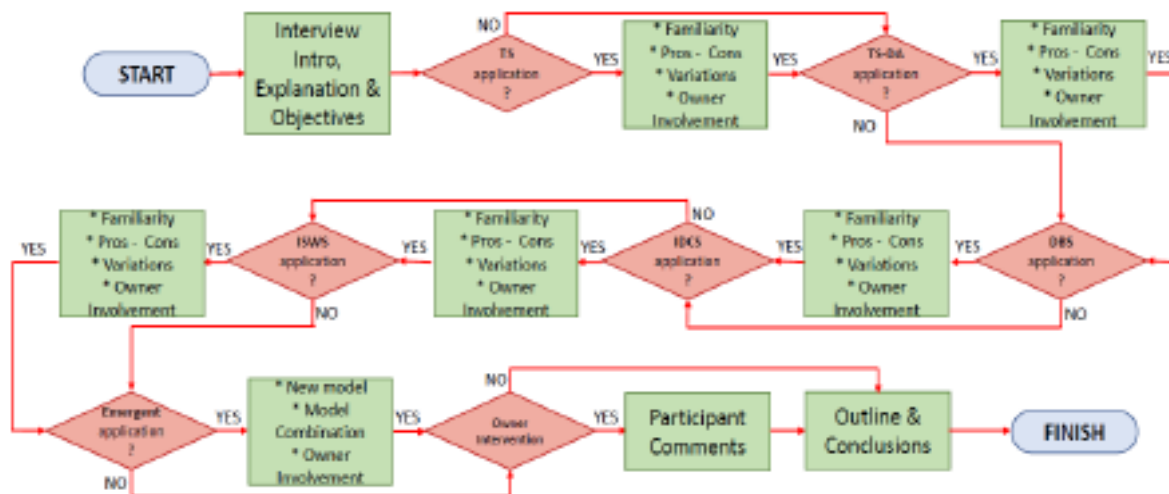 NO
Interview
Intro,
Explanation &
Objectives
START
TS
application
?
YES
* Familiarity
* Pros - Cons
* Variations
* Owner
Involvement
YES
TS-DA
application
?
YES
* Familiarity
* Pros - Cons
* Variations
* Owner
Involvement
YES
NO
YES
* Familiarity
* Pros - Cons
* Variations
* Owner
Involvement
YES
ISWS
application
?
NO
YES
* Familiarity
* Pros - Cons
* Variations
* Owner
Involvement
YES
NO
IDCS
application
?
YES
* Familiarity
* Pros - Cons
* Variations
* Owner
Involvement
YES
DBS
application
?
NO
Emergent
application
?
NO
YES
* New model
* Model
Combination
* Owner
Involvement
YES
NO
Owner
Intervention
YES
Participant
Comments
Outline &
Conclusions
FINISH